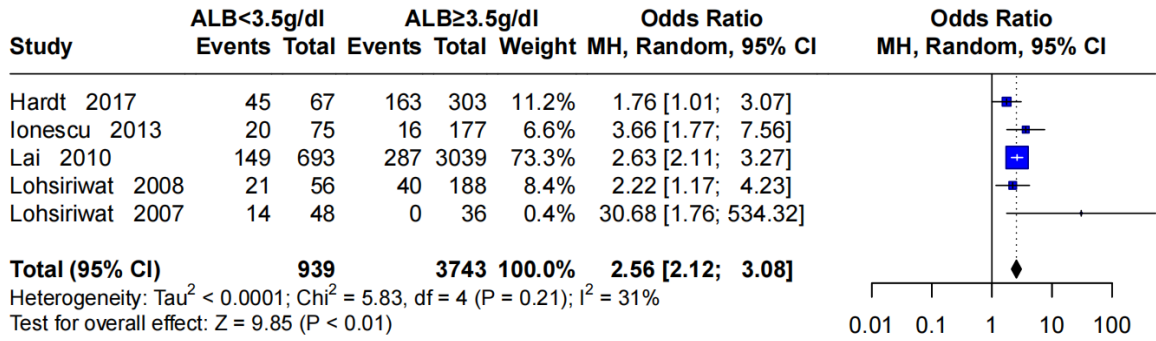 ALB<3.5g/dl ALB≥3.5g/dl Odds Ratio Odds Ratio
Study Events Total Events Total Weight MH, Random, 95% CI MH, Random, 95% CI
Hardt 2017 45 67 163 303 11.2% 1.76 [1.01; 3.07]
Ionescu 2013 20 75 16 177 6.6% 3.66 [1.77; 7.56]
Lai 2010 149 693 287 3039 73.3% 2.63 [2.11; 3.27]
Lohsiriwat 2008 21 56 40 188 8.4% 2.22 [1.17; 4.23]
Lohsiriwat 2007 14 48 0 36 0.4% 30.68 [1.76; 534.32]
Total (95% CI) 939 3743 100.0% 2.56 [2.12; 3.08]
Heterogeneity: Tau² < 0.0001; Chi² = 5.83, df = 4 (P = 0.21); I² = 31%
Test for overall effect: Z = 9.85 (P < 0.01)
0.01 0.1 1 10 100